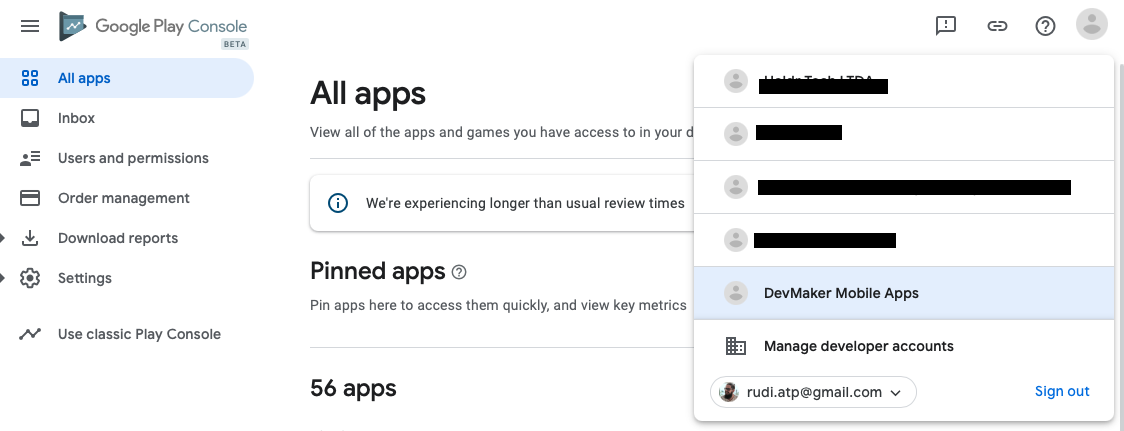 Google Play Console
BETA
All apps
Inbox
Users and permissions
Order management
Download reports
Settings
Use classic Play Console
All apps
View all of the apps and games you have access to in your d
We're experiencing longer than usual review times
Pinned apps
Pin apps here to access them quickly, and view key metrics
56 apps
DevMaker Mobile Apps
Manage developer accounts
rudi.atp@gmail.com
Sign out